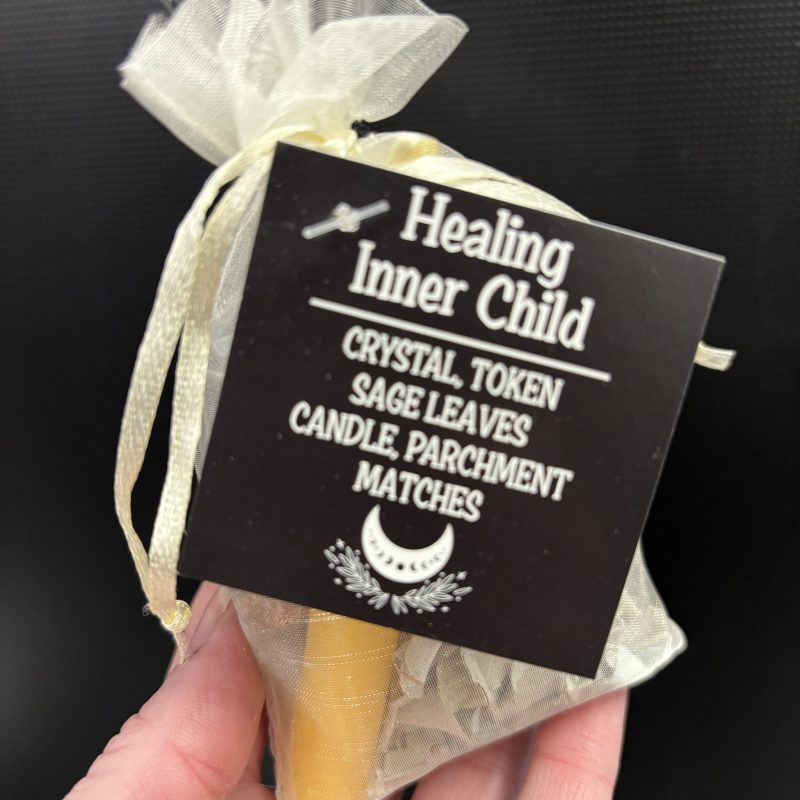 Healing
Inner Child
CRYSTAL, TOKEN
SAGE LEAVES
CANDLE, PARCHMENT
MATCHES